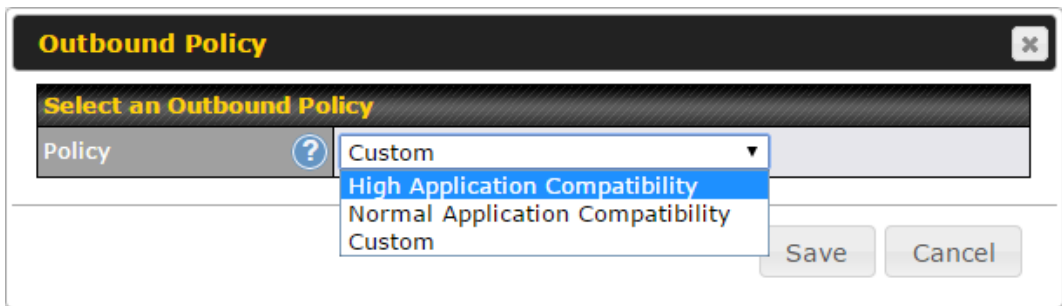 Outbound Policy
Select an Outbound Policy
Policy ? Custom
High Application Compatibility
Normal Application Compatibility
Custom
Save Cancel